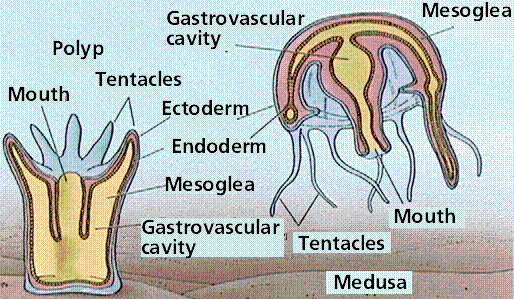 Polyp
Tentacles
Mouth
Ectoderm
Endoderm
Mesoglea
Gastrovascular
cavity
Gastrovascular
cavity
Mesoglea
Mouth
Tentacles
Medusa